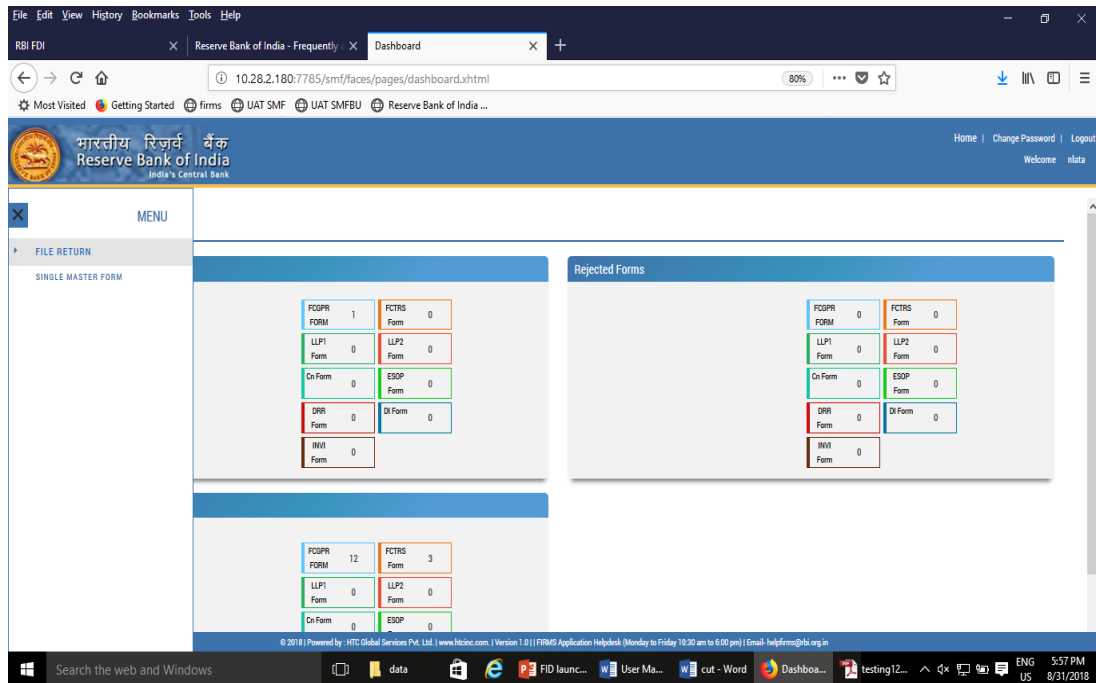 File Edit View History Bookmarks Tools Help
RBI FDI Reserve Bank of India - Frequently Dashboard
10.28.2.180:7785/smf/faces/pages/dashboard.xhtml 80%
Most Visited Getting Started firms UAT SMF UAT SMFBU Reserve Bank of India ...
भारतीय रिज़र्व बैंक
Reserve Bank of India
India's Central Bank
Home | Change Password | Logout
Welcome nlata
MENU
FILE RETURN
SINGLE MASTER FORM
Rejected Forms
FCGPR FORM 1 FCTRS Form 0
LLP1 Form 0 LLP2 Form 0
Cn Form 0 ESOP Form 0
DRR Form 0 DI Form 0
INVI Form 0
FCGPR FORM 0 FCTRS Form 0
LLP1 Form 0 LLP2 Form 0
Cn Form 0 ESOP Form 0
DRR Form 0 DI Form 0
INVI Form 0
FCGPR FORM 12 FCTRS Form 3
LLP1 Form 0 LLP2 Form 0
Cn Form 0 ESOP 0
© 2018 | Powered by : HTC Global Services Pvt. Ltd. | www.htcinc.com. | Version 1.0 | | FIRMS Application Helpdesk (Monday to Friday 10:30 am to 6:00 pm) | Email- helpfirms@rbi.org.in
Search the web and Windows data FID launc... User Ma... cut - Word Dashboa... testing12... ENG US 5:57 PM 8/31/2018